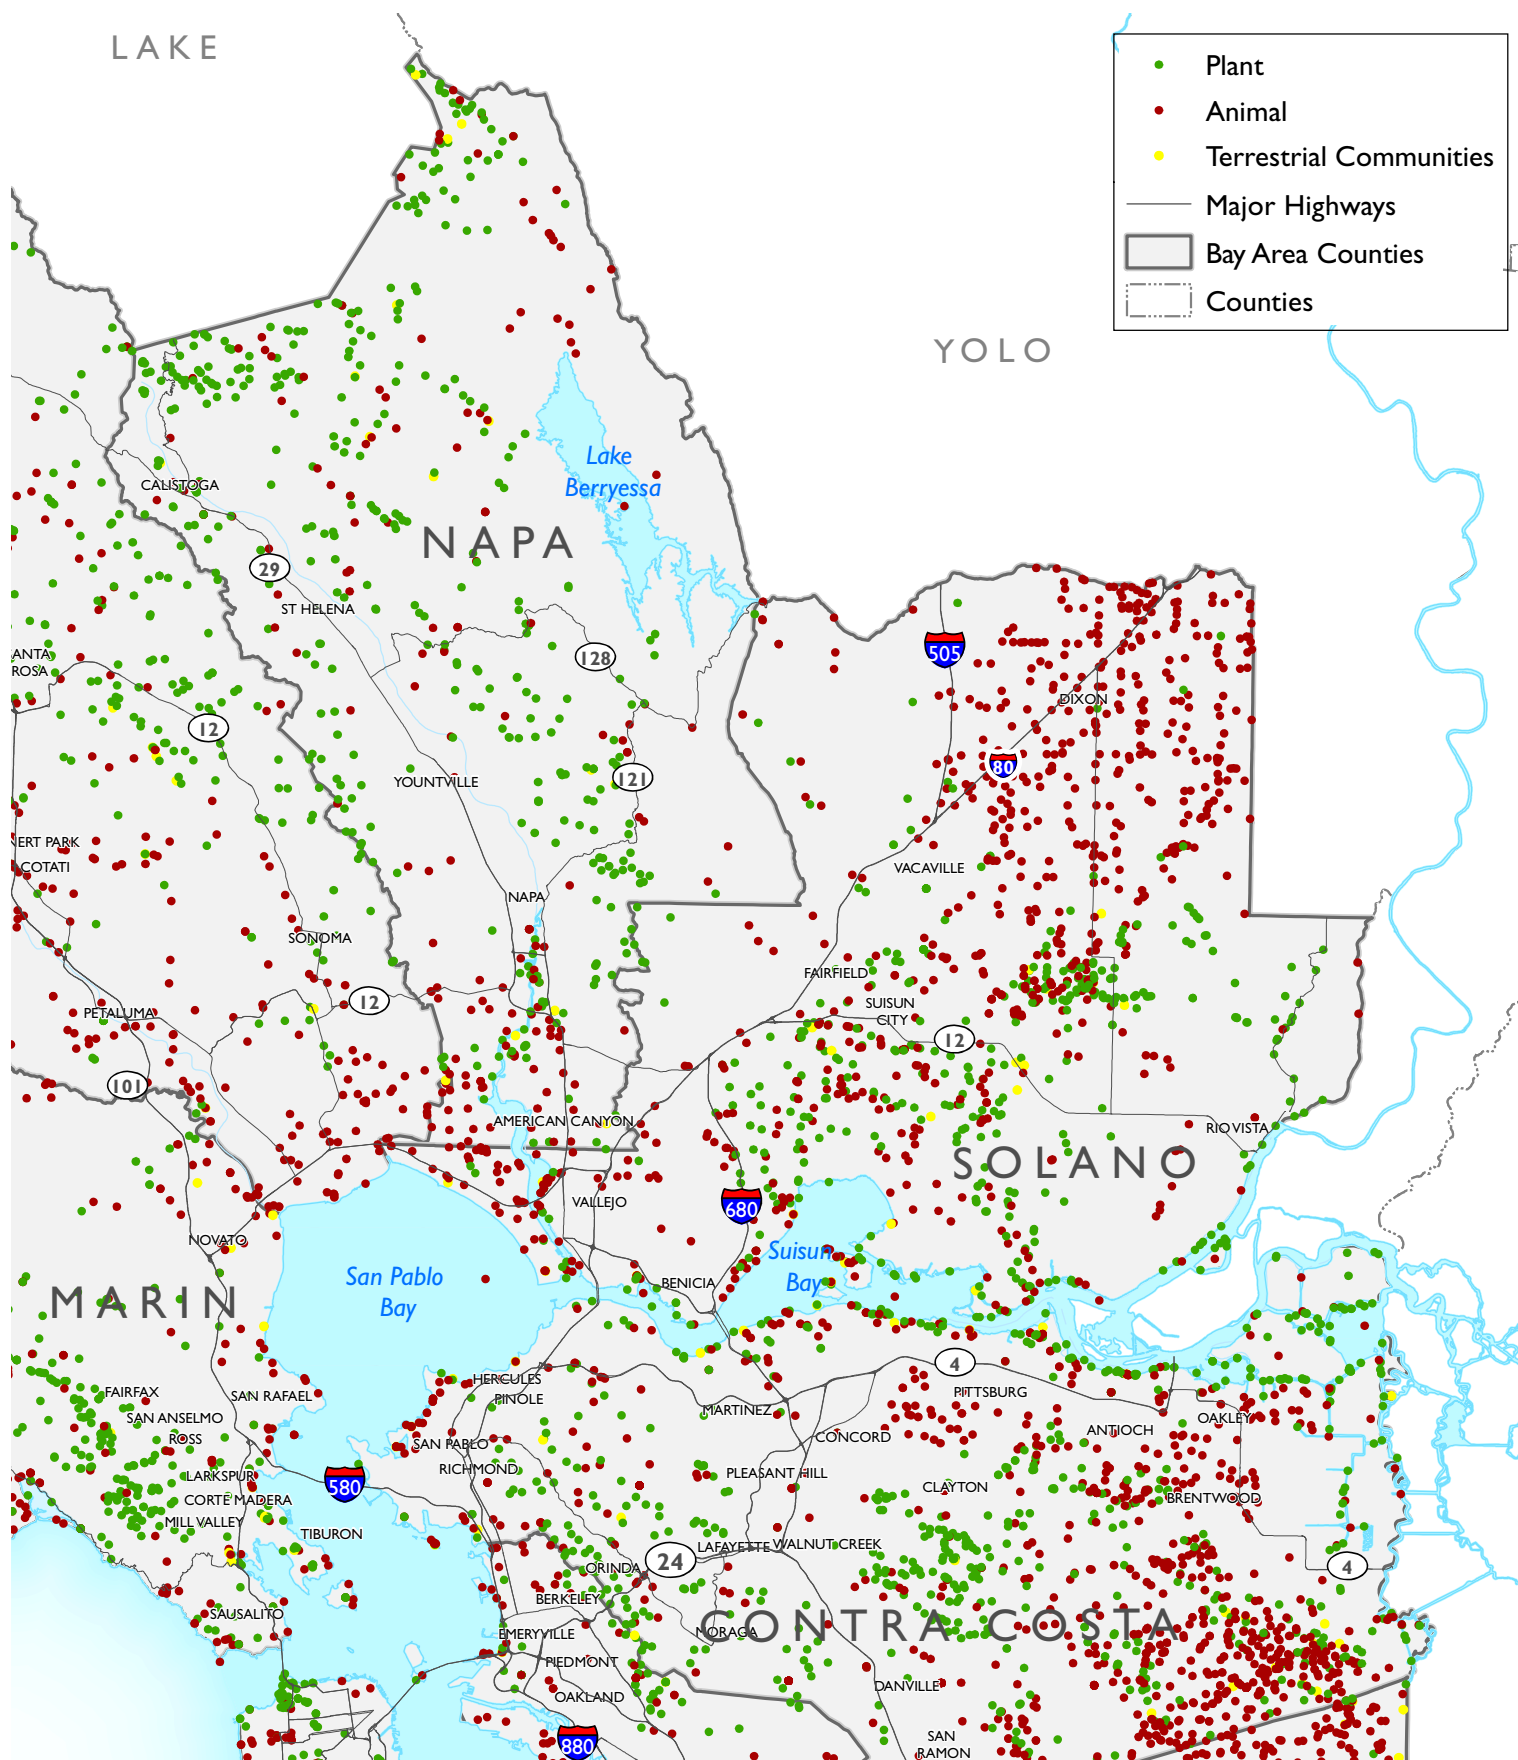 LAKE
Plant
Animal
Terrestrial Communities
Major Highways
Bay Area Counties
Counties
YOLO
Lake
Berryessa
CALISTOGA
NAPA
29
ST HELENA
128
505
ANTA
ROSA
DIXON
12
80
121
YOUNTVILLE
NERT PARK
COTATI
VACAVILLE
NAPA
SONOMA
FAIRFIELD
12
SUISUN
CITY
PETALUMA
12
101
AMERICAN CANYON
RIO VISTA
SOLANO
VALLEJO
680
NOVATO
Suisun
Bay
San Pablo
Bay
BENICIA
MARIN
4
HERCULES
PINOLE
FAIRFAX
SAN RAFAEL
PITTSBURG
MARTINEZ
SAN ANSELMO
ROSS
OAKLEY
ANTIOCH
CONCORD
SAN PABLO
RICHMOND
PLEASANT HILL
LARKSPUR
580
CLAYTON
CORTE MADERA
BRENTWOOD
MILL VALLEY
TIBURON
LAFAYETTE
WALNUT CREEK
24
ORINDA
4
BERKELEY
SAUSALITO
CONTRA COSTA
EMERYVILLE
MORAGA
PIEDMONT
DANVILLE
OAKLAND
880
SAN
RAMON